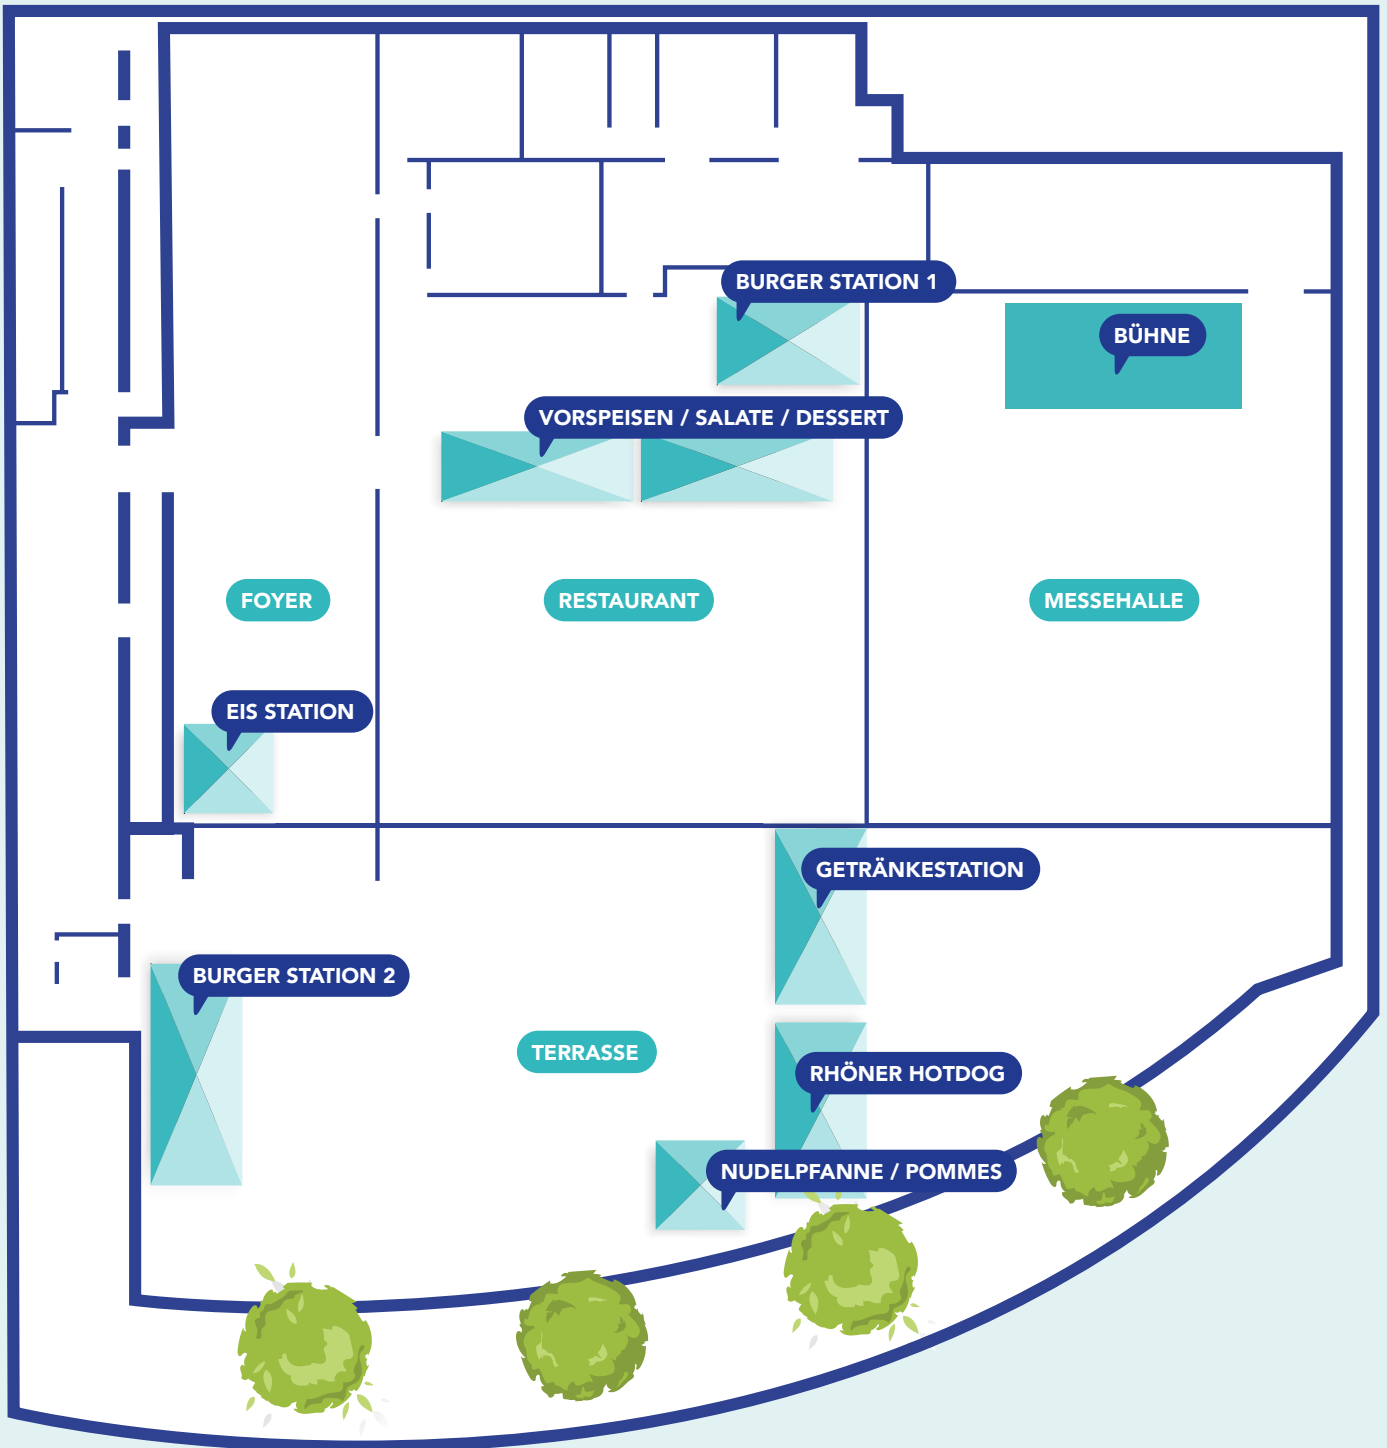 BURGER STATION 1
BÜHNE
VORSPEISEN / SALATE / DESSERT
FOYER
RESTAURANT
MESSEHALLE
EIS STATION
GETRÄNKESTATION
BURGER STATION 2
TERRASSE
RHÖNER HOTDOG
NUDELPFANNE / POMMES